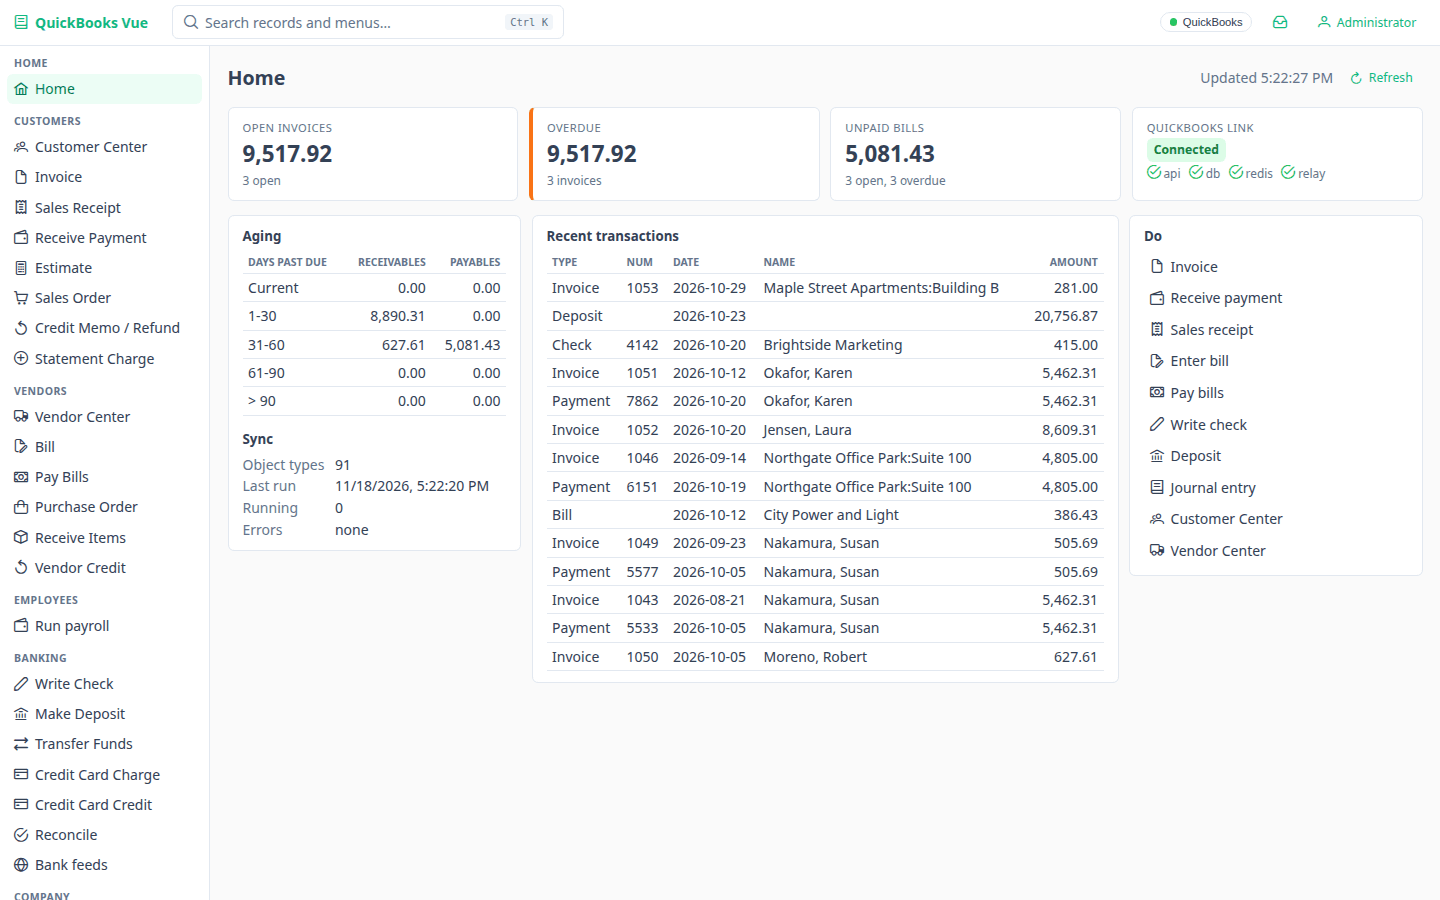 QuickBooks Vue
Search records and menus...
Ctrl K
QuickBooks
Administrator
HOME
Home
CUSTOMERS
Customer Center
Invoice
Sales Receipt
Receive Payment
Estimate
Sales Order
Credit Memo / Refund
Statement Charge
VENDORS
Vendor Center
Bill
Pay Bills
Purchase Order
Receive Items
Vendor Credit
EMPLOYEES
Run payroll
BANKING
Write Check
Make Deposit
Transfer Funds
Credit Card Charge
Credit Card Credit
Reconcile
Bank feeds
COMPANY
Home
Updated 5:22:27 PM
Refresh
OPEN INVOICES
9,517.92
3 open
OVERDUE
9,517.92
3 invoices
UNPAID BILLS
5,081.43
3 open, 3 overdue
QUICKBOOKS LINK
Connected
api db redis relay
Aging
DAYS PAST DUE RECEIVABLES PAYABLES
Current 0.00 0.00
1-30 8,890.31 0.00
31-60 627.61 5,081.43
61-90 0.00 0.00
> 90 0.00 0.00
Sync
Object types 91
Last run 11/18/2026, 5:22:20 PM
Running 0
Errors none
Recent transactions
TYPE NUM DATE NAME AMOUNT
Invoice 1053 2026-10-29 Maple Street Apartments:Building B 281.00
Deposit 2026-10-23 20,756.87
Check 4142 2026-10-20 Brightside Marketing 415.00
Invoice 1051 2026-10-12 Okafor, Karen 5,462.31
Payment 7862 2026-10-20 Okafor, Karen 5,462.31
Invoice 1052 2026-10-20 Jensen, Laura 8,609.31
Invoice 1046 2026-09-14 Northgate Office Park:Suite 100 4,805.00
Payment 6151 2026-10-19 Northgate Office Park:Suite 100 4,805.00
Bill 2026-10-12 City Power and Light 386.43
Invoice 1049 2026-09-23 Nakamura, Susan 505.69
Payment 5577 2026-10-05 Nakamura, Susan 505.69
Invoice 1043 2026-08-21 Nakamura, Susan 5,462.31
Payment 5533 2026-10-05 Nakamura, Susan 5,462.31
Invoice 1050 2026-10-05 Moreno, Robert 627.61
Do
Invoice
Receive payment
Sales receipt
Enter bill
Pay bills
Write check
Deposit
Journal entry
Customer Center
Vendor Center